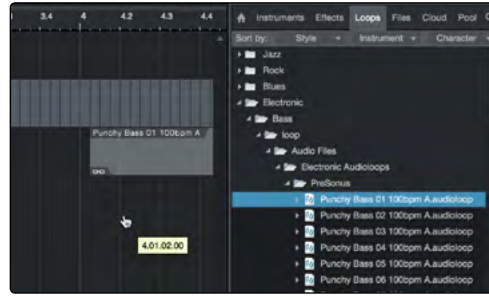 3.4 4 4.2 4.3 4.4
Instruments Effects Loops Files Cloud Pool
Sort by: Style Instrument Character
Jazz
Rock
Blues
Electronic
Bass
loop
Audio Files
Electronic Audioloops
PreSonus
Punchy Bass 01 100bpm A.audioloop
Punchy Bass 02 100bpm A.audioloop
Punchy Bass 03 100bpm A.audioloop
Punchy Bass 04 100bpm A.audioloop
Punchy Bass 05 100bpm A.audioloop
Punchy Bass 06 100bpm A.audioloop
Punchy Bass 01 100bpm A
4.01.02.00